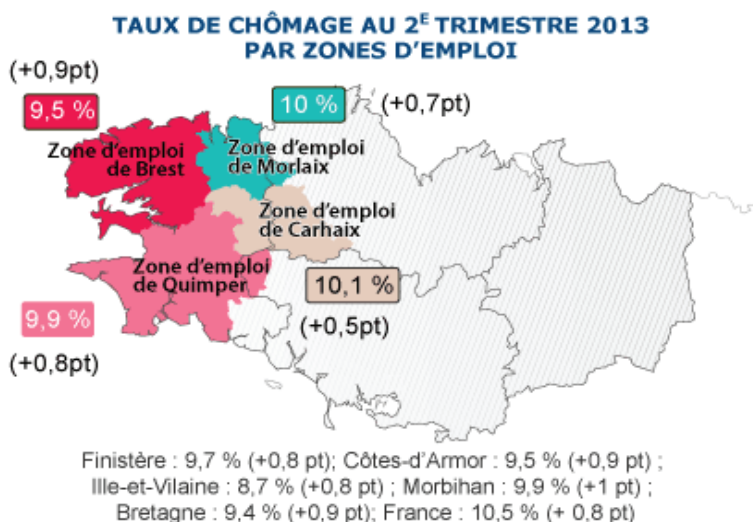 TAUX DE CHÔMAGE AU 2E TRIMESTRE 2013
PAR ZONES D'EMPLOI
(+0,9pt)
9,5 %
10 %
(+0,7pt)
Zone d'emploi
de Brest
Zone d'emploi
de Morlaix
Zone d'emploi
de Carhaix
Zone d'emploi
de Quimper
10,1 %
(+0,5pt)
9,9 %
(+0,8pt)
Finistère : 9,7 % (+0,8 pt); Côtes-d'Armor : 9,5 % (+0,9 pt) ;
Ille-et-Vilaine : 8,7 % (+0,8 pt) ; Morbihan : 9,9 % (+1 pt) ;
Bretagne : 9,4 % (+0,9 pt); France : 10,5 % (+ 0,8 pt)